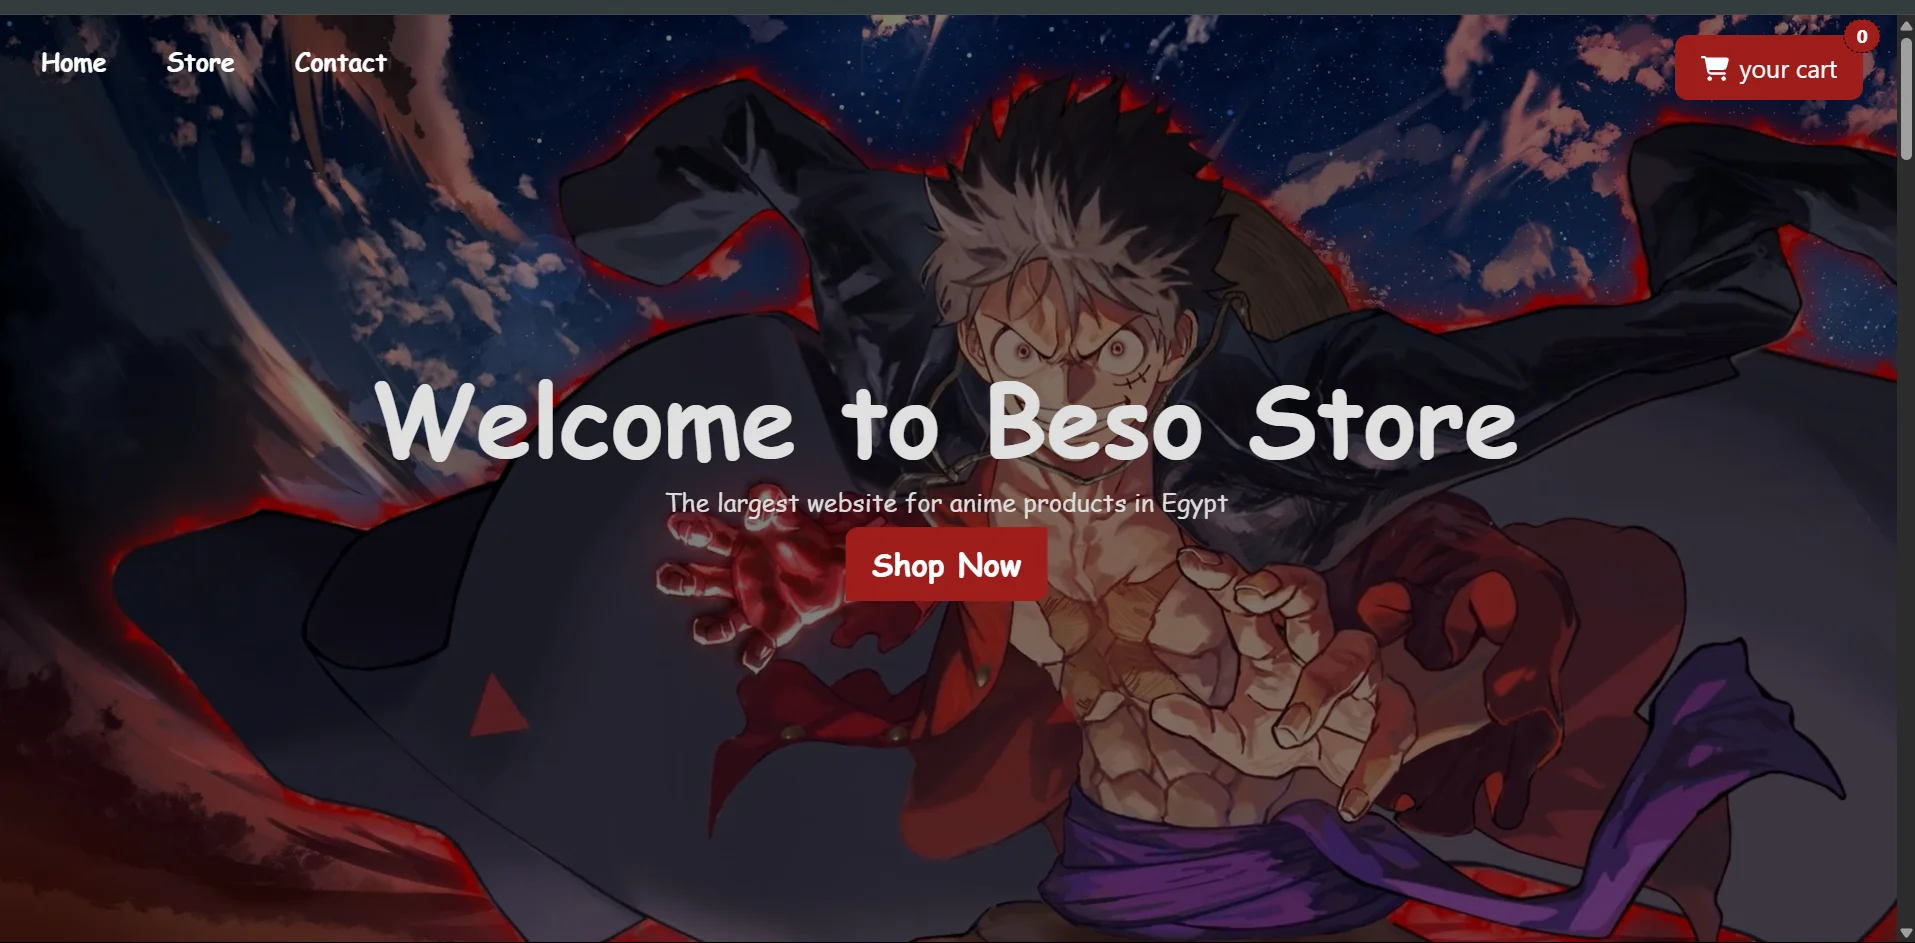 Home
Store
Contact
0
your cart
Welcome to Beso Store
The largest website for anime products in Egypt
Shop Now